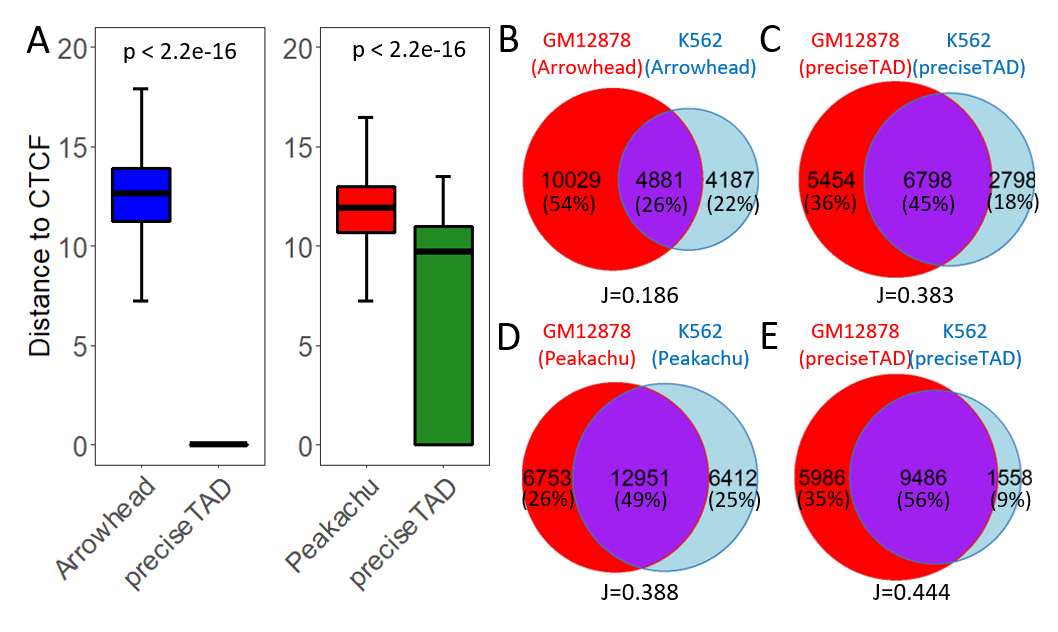 A
Distance to CTCF
20
15
10
5
0
p < 2.2e-16
Arrowhead
preciseTAD
20
15
10
5
0
p < 2.2e-16
Peakachu
preciseTAD
B
GM12878 K562
(Arrowhead) (Arrowhead)
10029 4881 4187
(54%) (26%) (22%)
J=0.186
C
GM12878 K562
(preciseTAD) (preciseTAD)
5454 6798 2798
(36%) (45%) (18%)
J=0.383
D
GM12878 K562
(Peakachu) (Peakachu)
6753 12951 6412
(26%) (49%) (25%)
J=0.388
E
GM12878 K562
(preciseTAD) (preciseTAD)
5986 9486 1558
(35%) (56%) (9%)
J=0.444